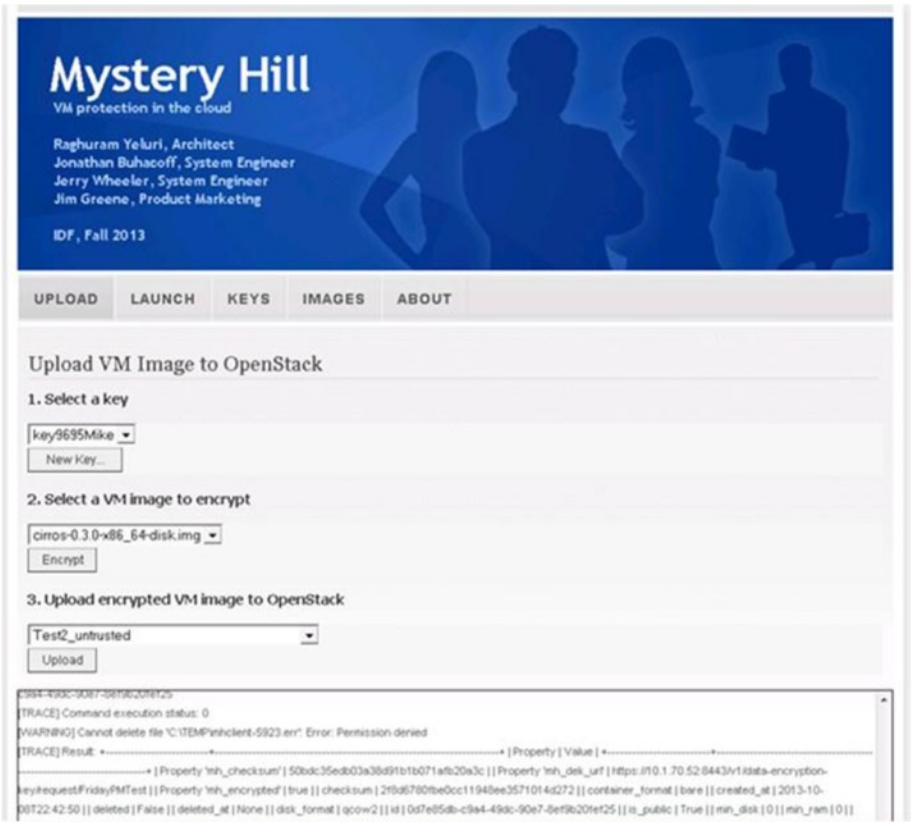 Mystery Hill
VM protection in the cloud
Raghuram Yeluri, Architect
Jonathan Buhacoff, System Engineer
Jerry Wheeler, System Engineer
Jim Greene, Product Marketing
IDF, Fall 2013
UPLOAD LAUNCH KEYS IMAGES ABOUT
Upload VM Image to OpenStack
1. Select a key
key9695Mike
New Key...
2. Select a VM image to encrypt
cirros-0.3.0-x86_64-disk.img
Encrypt
3. Upload encrypted VM image to OpenStack
Test2_untrusted
Upload
c9a4-49dc-90e7-8ef9b20fef25
[TRACE] Command execution status: 0
[WARNING] Cannot delete file 'C:\TEMP\mhclient-5923.err': Error: Permission denied
[TRACE] Result: + + + | Property | Value | + +
+ | Property 'mh_checksum' | 50bdc35edb03a38d91b1b071afb20a3c | | Property 'mh_dek_url' | https://10.1.70.52:8443/v1/data-encryption-
key/request/FridayPMTest | | Property 'mh_encrypted' | true | | checksum | 2f8d6780fbe0cc11948ee3571014d272 | | container_format | bare | | created_at | 2013-10-
08T22:42:50 | | deleted | False | | deleted_at | None | | disk_format | qcow2 | | id | 0d7e85db-c9a4-49dc-90e7-8ef9b20fef25 | | is_public | True | | min_disk | 0 | | min_ram | 0 | |